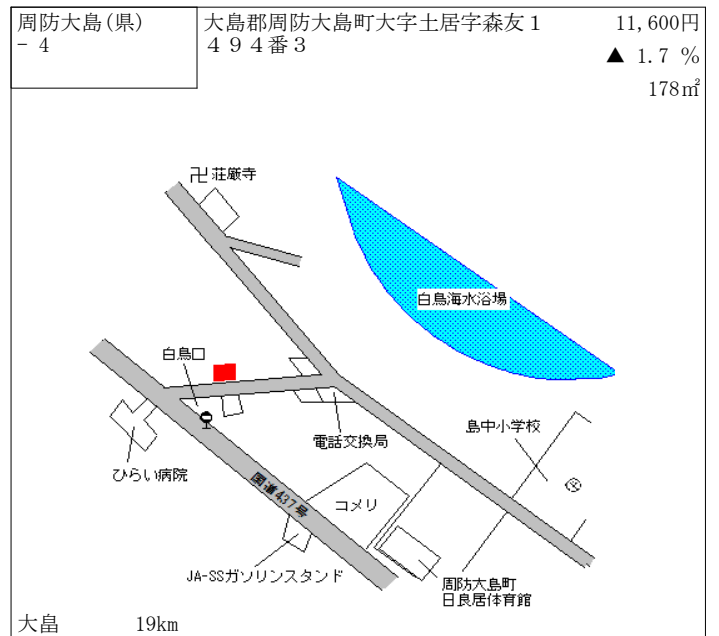 周防大島(県)
- 4
大島郡周防大島町大字土居字森友１
４９４番３
11,600円
▲ 1.7 %
178㎡
卍 荘厳寺
白鳥海水浴場
白鳥口
電話交換局
島中小学校
ひらい病院
国道437号
コメリ
JA-SSガソリンスタンド
周防大島町
日良居体育館
大畠 19km